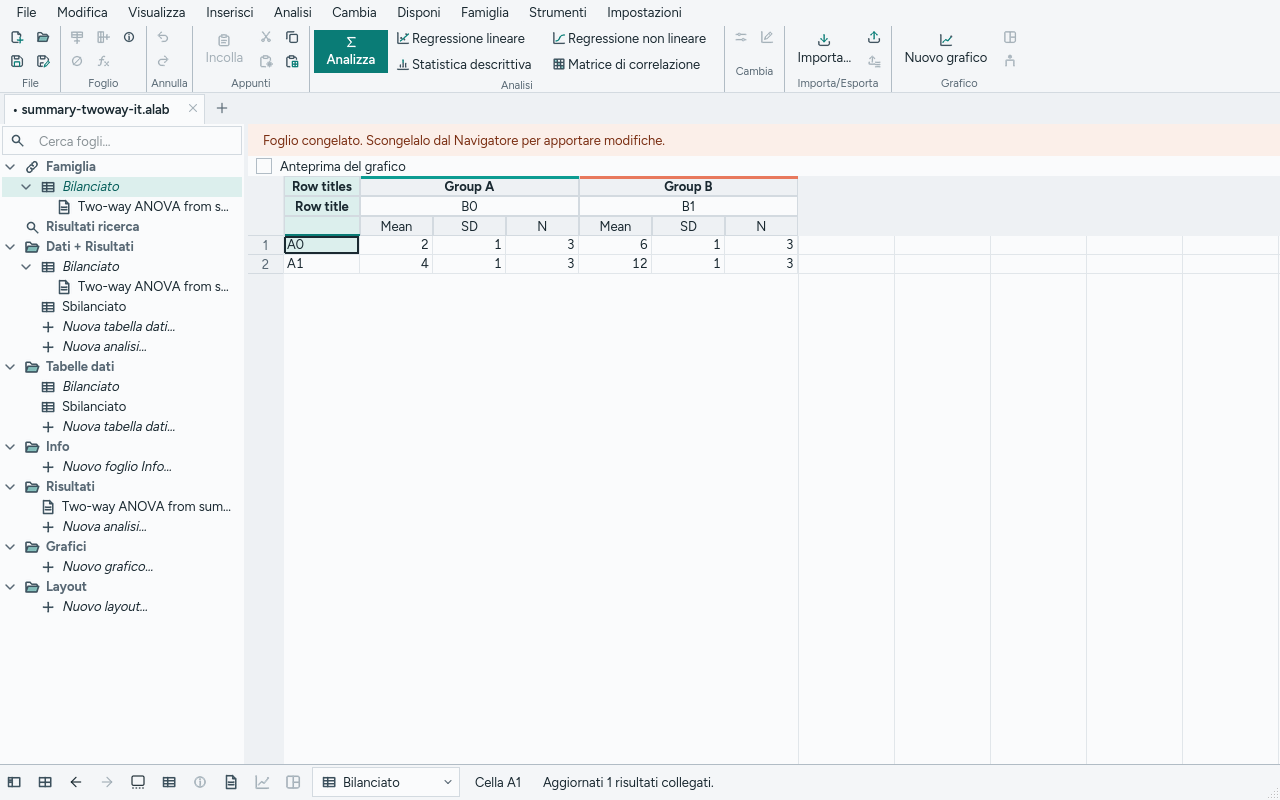 File Modifica Visualizza Inserisci Analisi Cambia Disponi Famiglia Strumenti Impostazioni
Incolla
Σ
Analizza
Regressione lineare
Regressione non lineare
Statistica descrittiva
Matrice di correlazione
Importa...
Nuovo grafico
File Foglio Annulla Appunti Analisi Cambia Importa/Esporta Grafico
• summary-twoway-it.alab
Cerca fogli...
Famiglia
Bilanciato
Two-way ANOVA from s...
Risultati ricerca
Dati + Risultati
Bilanciato
Two-way ANOVA from s...
Sbilanciato
Nuova tabella dati...
Nuova analisi...
Tabelle dati
Bilanciato
Sbilanciato
Nuova tabella dati...
Info
Nuovo foglio Info...
Risultati
Two-way ANOVA from sum...
Nuova analisi...
Grafici
Nuovo grafico...
Layout
Nuovo layout...
Foglio congelato. Scongelalo dal Navigatore per apportare modifiche.
Anteprima del grafico
Row titles Group A Group B
Row title B0 B1
Mean SD N Mean SD N
1 A0 2 1 3 6 1 3
2 A1 4 1 3 12 1 3
Bilanciato
Cella A1
Aggiornati 1 risultati collegati.